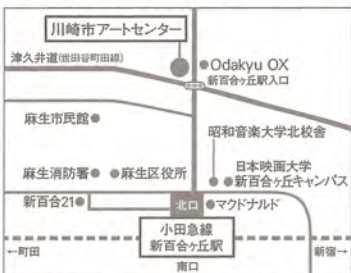 川崎市アートセンター
津久井道(世田谷町田線)
Odakyu OX
新百合ヶ丘駅入口
麻生市民館
昭和音楽大学北校舎
麻生消防署
麻生区役所
日本映画大学
新百合ヶ丘キャンパス
新百合21
北口
マクドナルド
小田急線
新百合ヶ丘駅
←町田
新宿→
南口